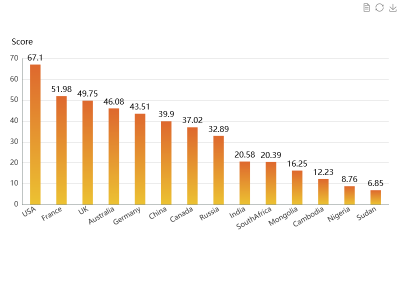 Score
70
60
50
40
30
20
10
0
67.1
51.98
49.75
46.08
43.51
39.9
37.02
32.89
20.58
20.39
16.25
12.23
8.76
6.85
USA
France
UK
Australia
Germany
China
Canada
Russia
India
SouthAfrica
Mongolia
Cambodia
Nigeria
Sudan